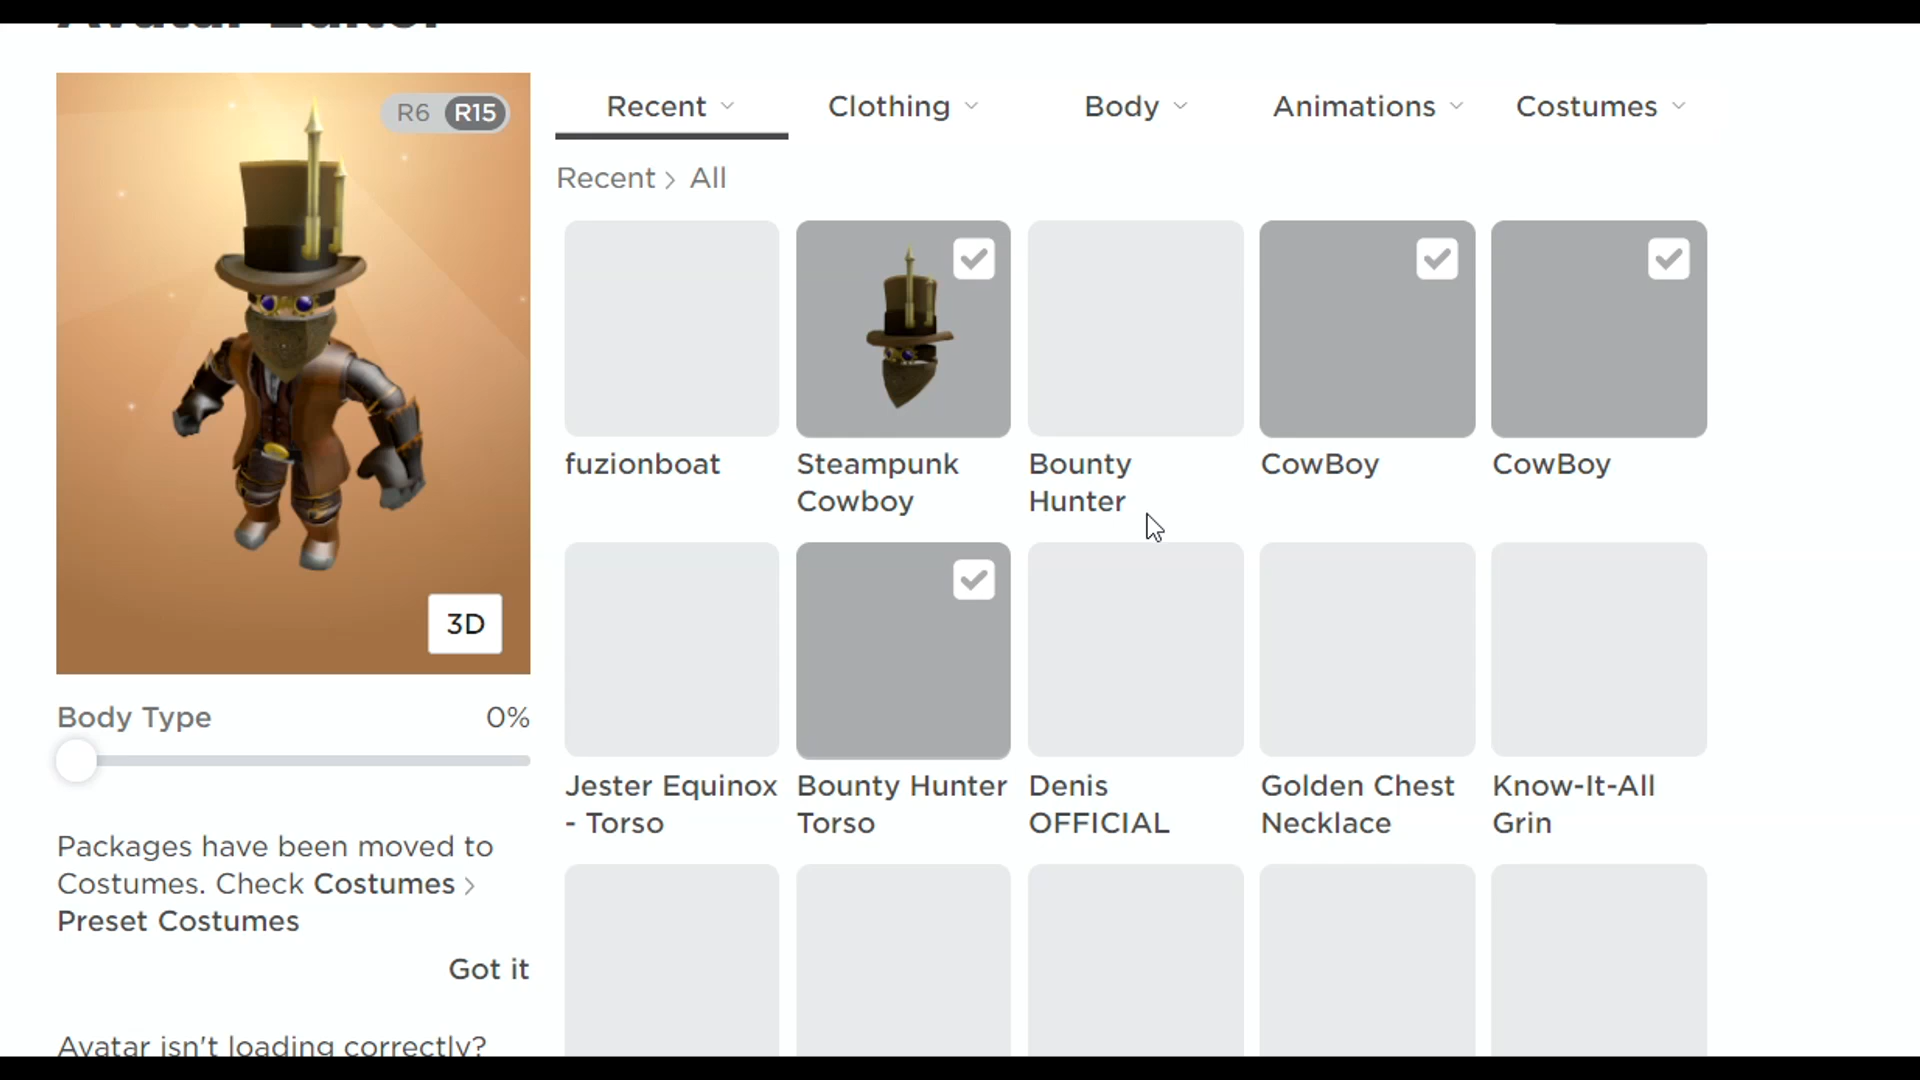 Avatar Editor
R6 R15
Recent Clothing Body Animations Costumes
Recent > All
fuzionboat
Steampunk
Cowboy
Bounty
Hunter
CowBoy
CowBoy
3D
Body Type 0%
Jester Equinox
- Torso
Bounty Hunter
Torso
Denis
OFFICIAL
Golden Chest
Necklace
Know-It-All
Grin
Packages have been moved to
Costumes. Check Costumes >
Preset Costumes
Got it
Avatar isn't loading correctly?